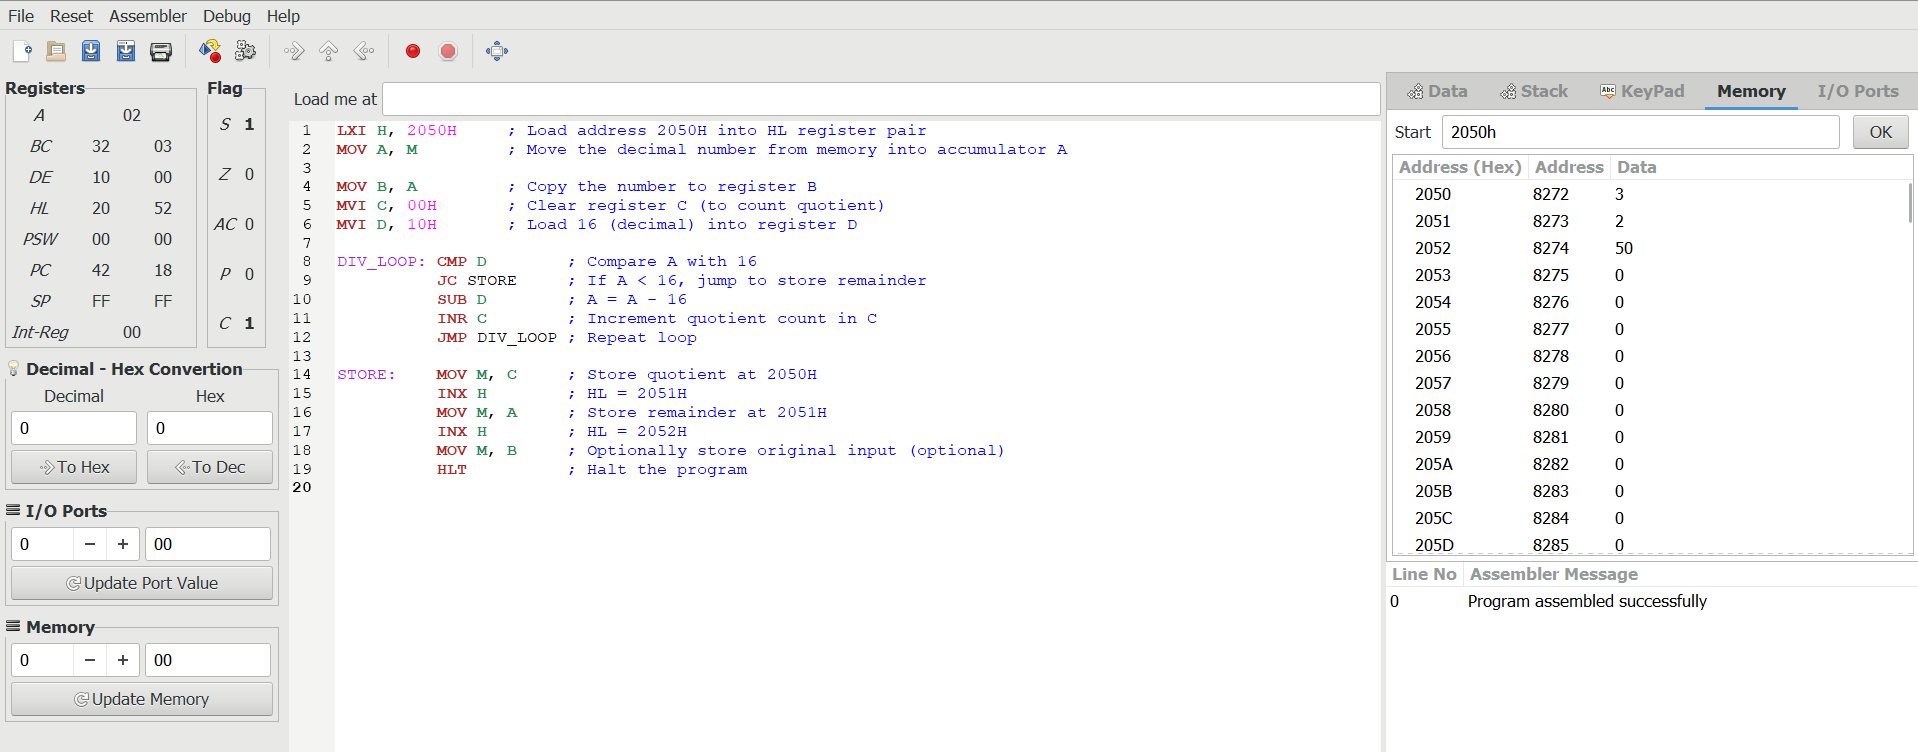 File Reset Assembler Debug Help
Registers
A 02
BC 32 03
DE 10 00
HL 20 52
PSW 00 00
PC 42 18
SP FF FF
Int-Reg 00
Flag
S 1
Z 0
AC 0
P 0
C 1
Decimal - Hex Convertion
Decimal Hex
0 0
To Hex To Dec
I/O Ports
0 − + 00
Update Port Value
Memory
0 − + 00
Update Memory
Load me at
1 LXI H, 2050H ; Load address 2050H into HL register pair
2 MOV A, M ; Move the decimal number from memory into accumulator A
3
4 MOV B, A ; Copy the number to register B
5 MVI C, 00H ; Clear register C (to count quotient)
6 MVI D, 10H ; Load 16 (decimal) into register D
7
8 DIV_LOOP: CMP D ; Compare A with 16
9 JC STORE ; If A < 16, jump to store remainder
10 SUB D ; A = A - 16
11 INR C ; Increment quotient count in C
12 JMP DIV_LOOP ; Repeat loop
13
14 STORE: MOV M, C ; Store quotient at 2050H
15 INX H ; HL = 2051H
16 MOV M, A ; Store remainder at 2051H
17 INX H ; HL = 2052H
18 MOV M, B ; Optionally store original input (optional)
19 HLT ; Halt the program
20
Data Stack Abc KeyPad Memory I/O Ports
Start 2050h OK
Address (Hex) Address Data
2050 8272 3
2051 8273 2
2052 8274 50
2053 8275 0
2054 8276 0
2055 8277 0
2056 8278 0
2057 8279 0
2058 8280 0
2059 8281 0
205A 8282 0
205B 8283 0
205C 8284 0
205D 8285 0
Line No Assembler Message
0 Program assembled successfully